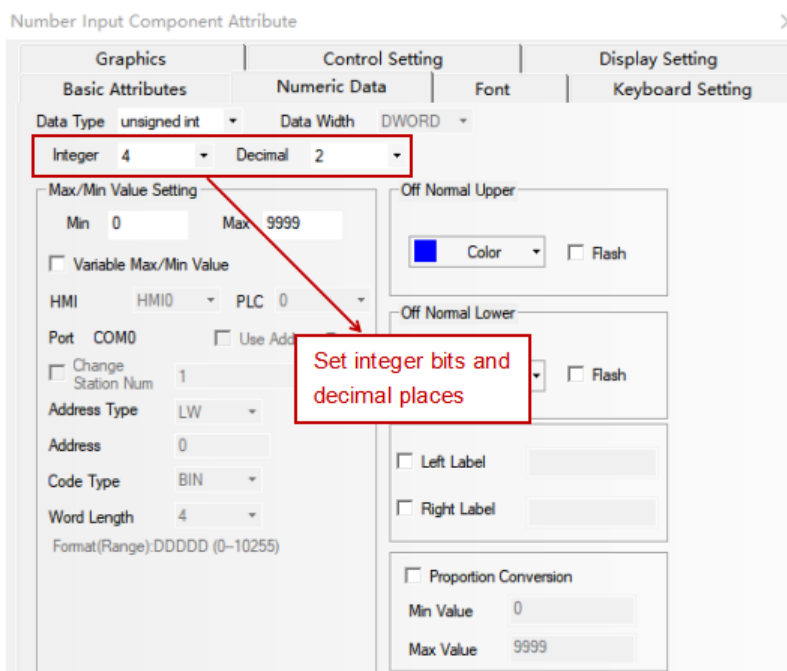 Number Input Component Attribute
Graphics Control Setting Display Setting
Basic Attributes Numeric Data Font Keyboard Setting
Data Type unsigned int Data Width DWORD
Integer 4 Decimal 2
Max/Min Value Setting
Min 0 Max 9999
Variable Max/Min Value
HMI HMI0 PLC 0
Port COM0 Use Add
Change
Station Num 1
Address Type LW
Address 0
Code Type BIN
Word Length 4
Format(Range):DDDDD (0--10255)
Off Normal Upper
Color Flash
Off Normal Lower
Flash
Set integer bits and
decimal places
Left Label
Right Label
Proportion Conversion
Min Value 0
Max Value 9999